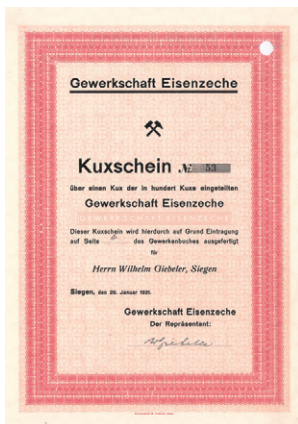 Gewerkschaft Eisenzeche
Kuxschein № 53
über einen Kux der in hundert Kuxe eingeteilten
Gewerkschaft Eisenzeche
GEWERKSCHAFT EISENZECHE
Dieser Kuxschein wird hierdurch auf Grund Eintragung
auf Seite des Gewerkenbuches ausgefertigt
für
Herrn Wilhelm Giebeler, Siegen
Siegen, den 20. Januar 1931.
Gewerkschaft Eisenzeche
Der Repräsentant: